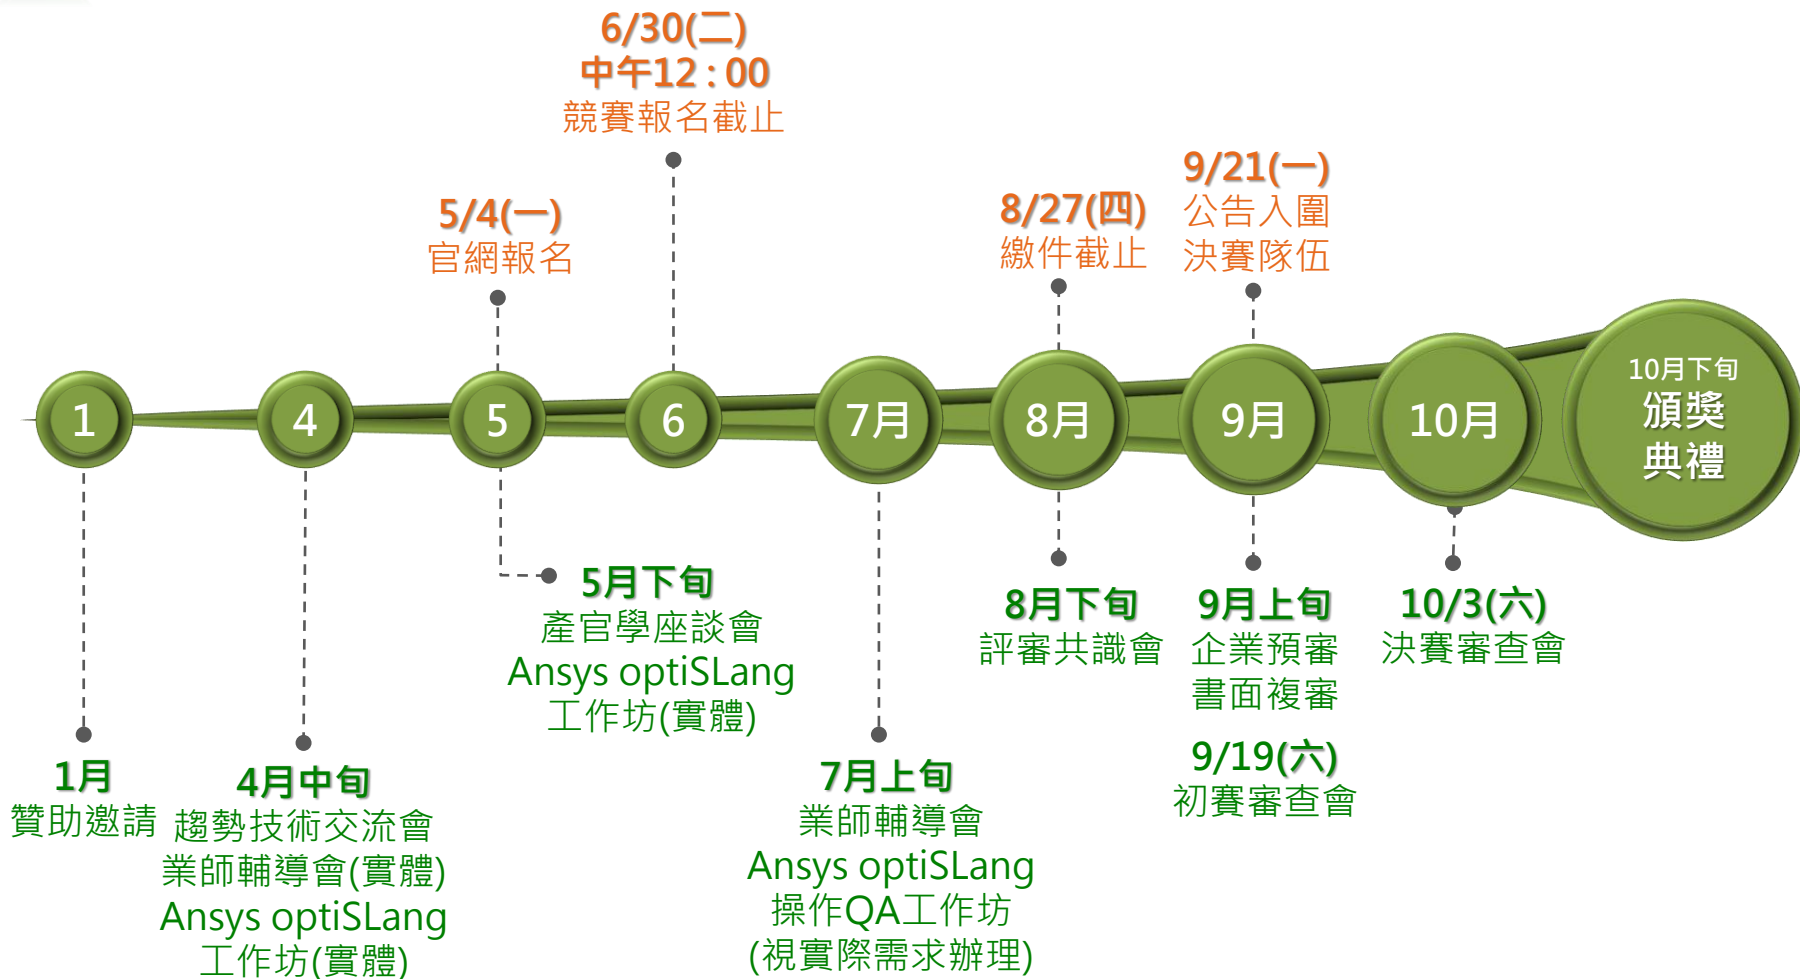 6/30(二)
中午12 : 00
競賽報名截止
5/4(一)
官網報名
8/27(四)
繳件截止
9/21(一)
公告入圍
決賽隊伍
1
4
5
6
7月
8月
9月
10月
10月下旬
頒獎
典禮
1月
贊助邀請
4月中旬
趨勢技術交流會
業師輔導會(實體)
Ansys optiSLang
工作坊(實體)
5月下旬
產官學座談會
Ansys optiSLang
工作坊(實體)
7月上旬
業師輔導會
Ansys optiSLang
操作QA工作坊
(視實際需求辦理)
8月下旬
評審共識會
9月上旬
企業預審
書面複審
9/19(六)
初賽審查會
10/3(六)
決賽審查會